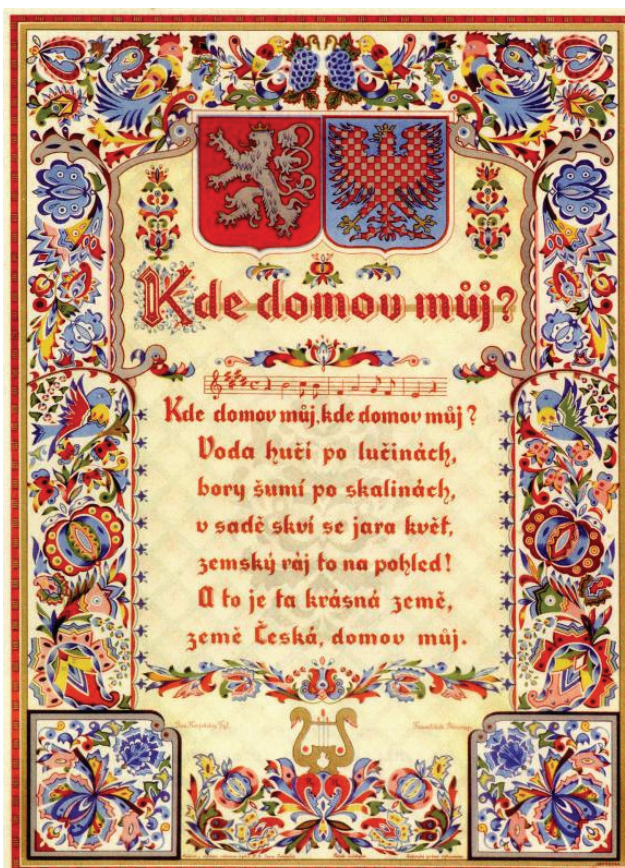 Kde domov můj?
Kde domov můj, kde domov můj?
Voda hučí po lučinách,
bory šumí po skalinách,
v sadě skví se jara květ,
zemský ráj to na pohled!
A to je ta krásná země,
země Česká, domov můj.